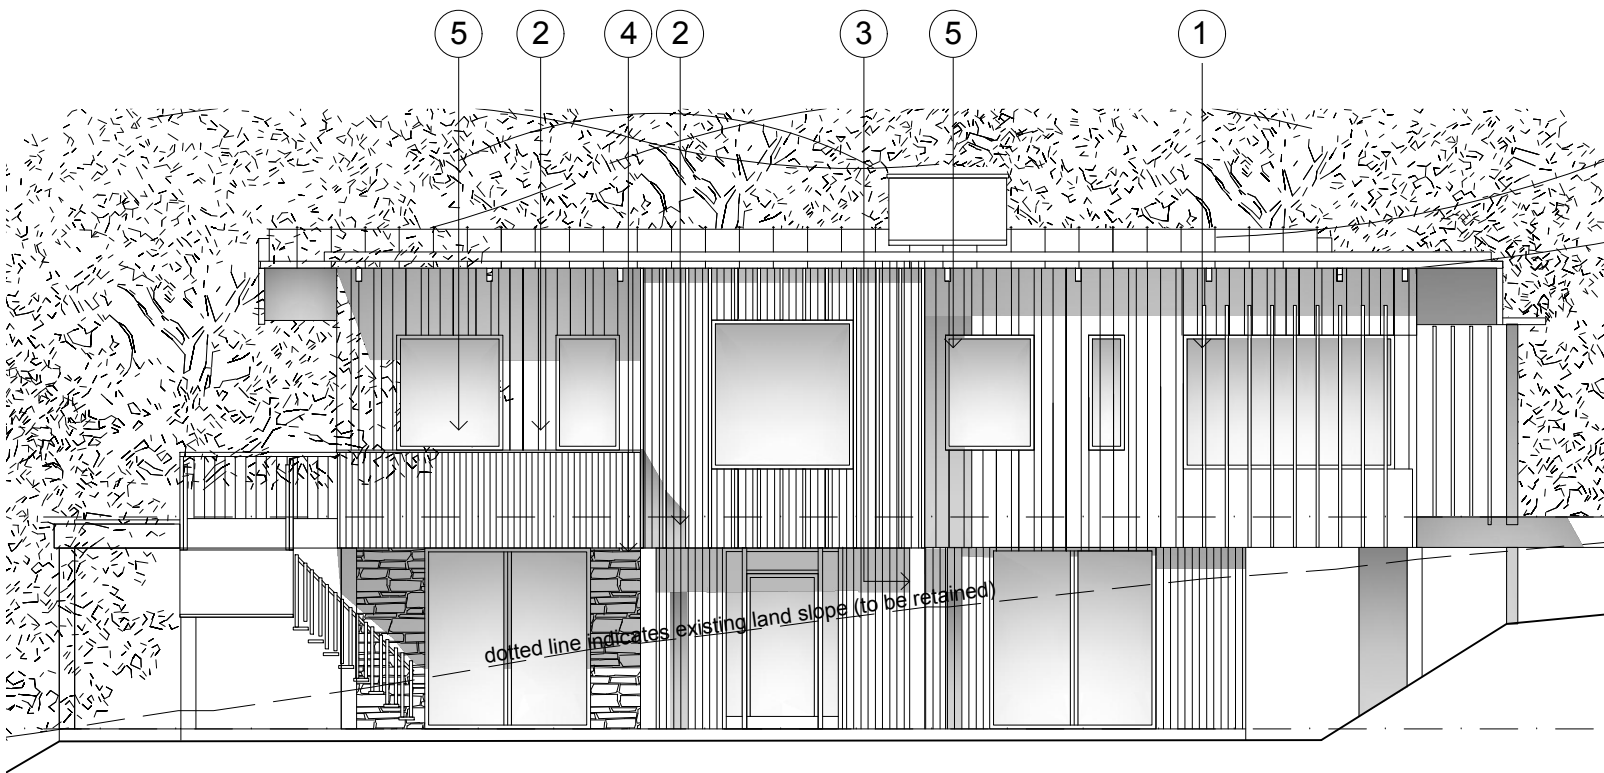 5 2 4 2 3 5 1
dotted line indicates existing land slope (to be retained)